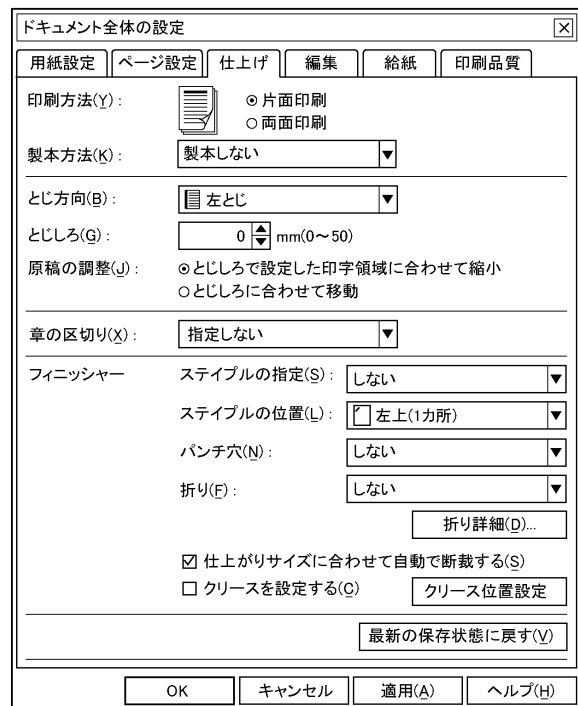 ドキュメント全体の設定
用紙設定 ページ設定 仕上げ 編集 給紙 印刷品質
印刷方法(Y): 片面印刷
両面印刷
製本方法(K): 製本しない
とじ方向(B): 左とじ
とじしろ(G): 0 mm(0～50)
原稿の調整(J): とじしろで設定した印字領域に合わせて縮小
とじしろに合わせて移動
章の区切り(X): 指定しない
フィニッシャー ステイプルの指定(S): しない
ステイプルの位置(L): 左上(1カ所)
パンチ穴(N): しない
折り(F): しない
折り詳細(D)...
仕上がりサイズに合わせて自動で断裁する(S)
クリースを設定する(C) クリース位置設定
最新の保存状態に戻す(V)
OK キャンセル 適用(A) ヘルプ(H)